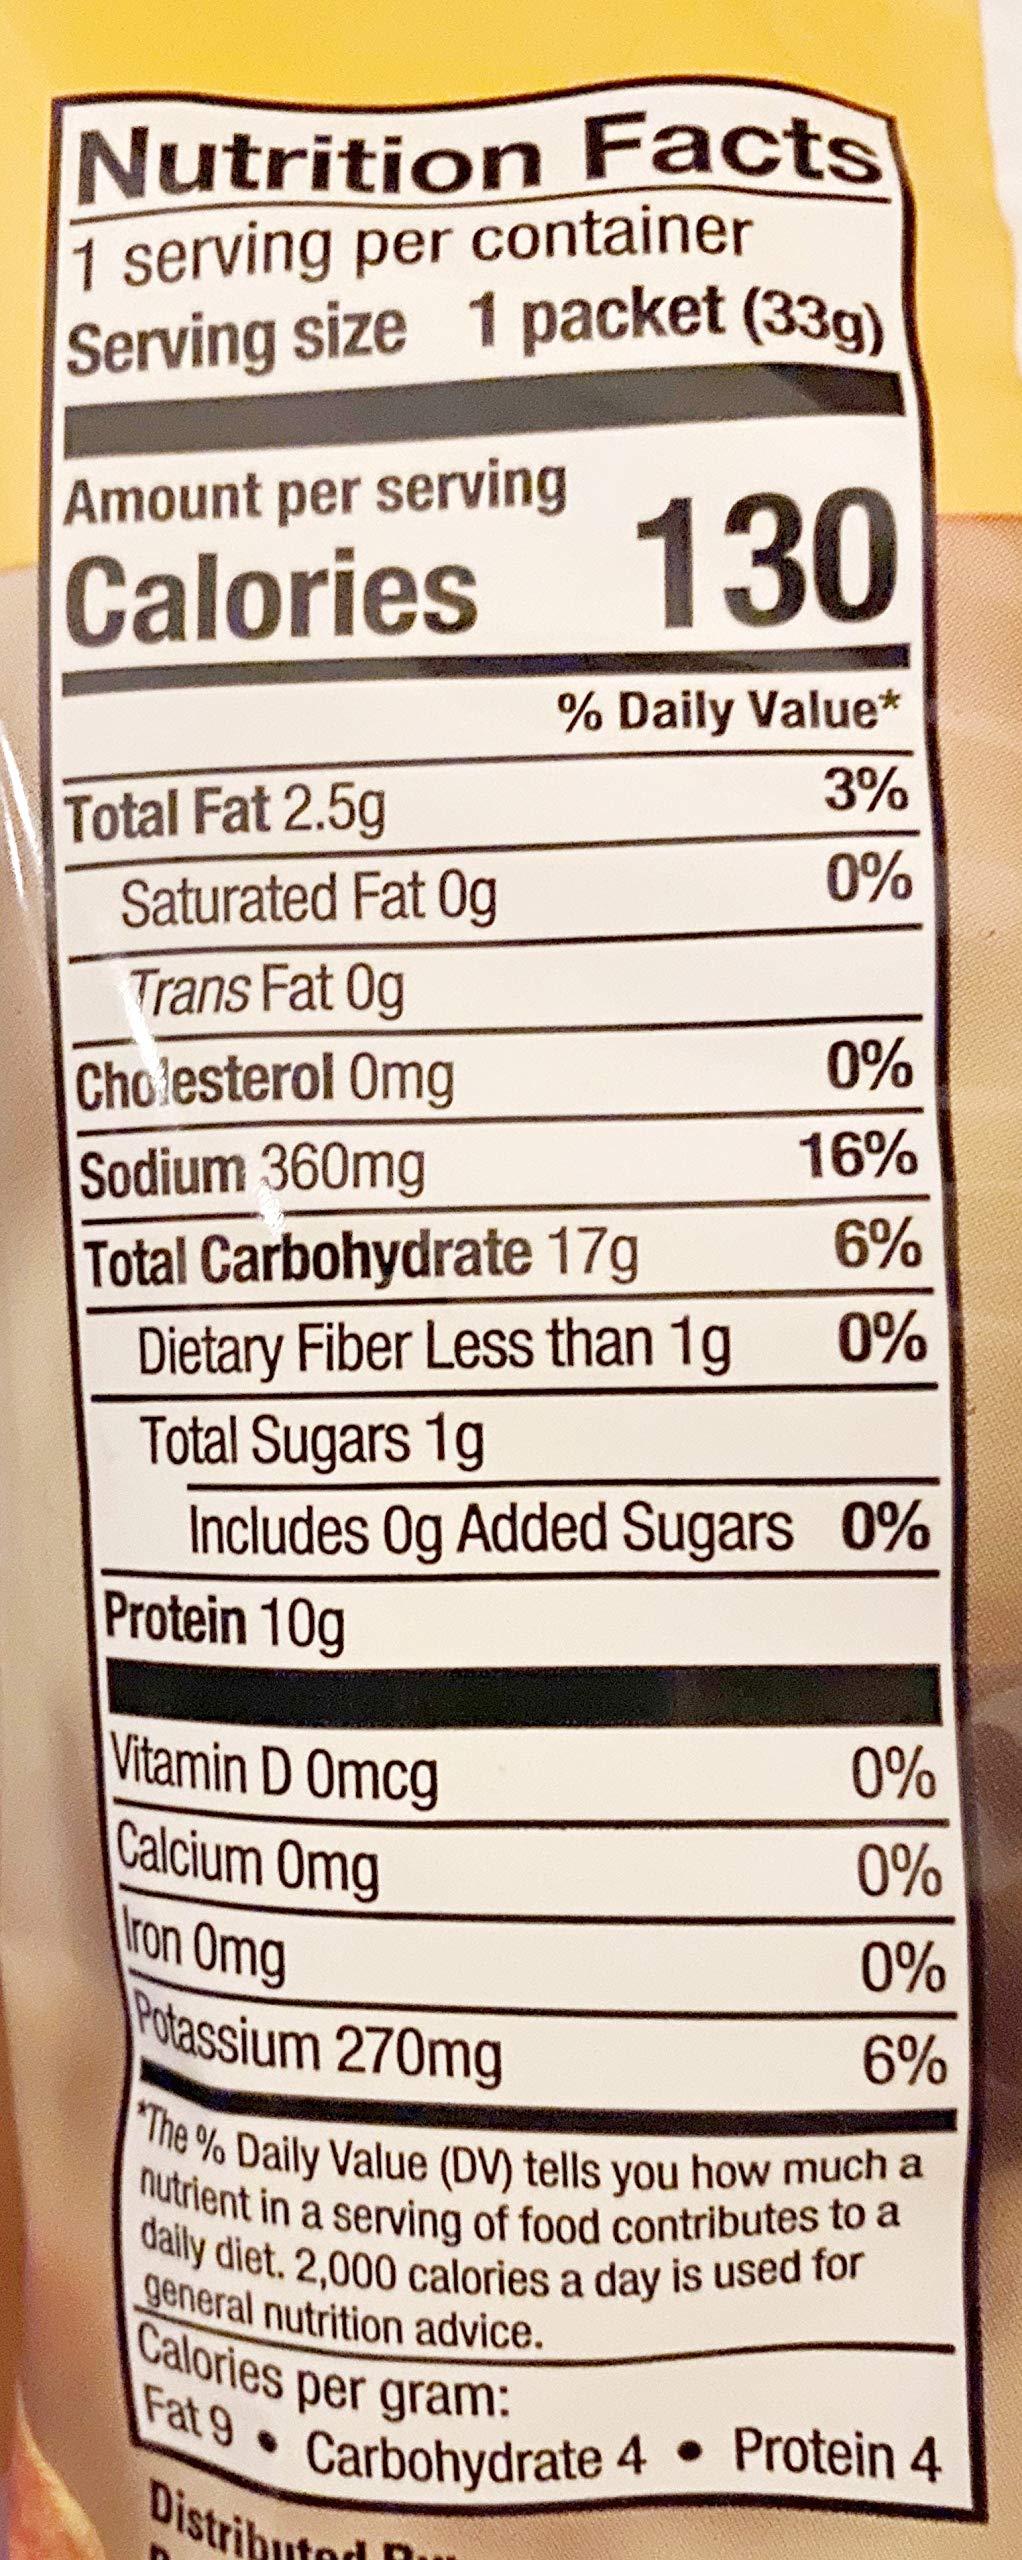 Nutrition Facts
1 serving per container
Serving size 1 packet (33g)
Amount per serving
Calories 130
% Daily Value*
Total Fat 2.5g 3%
Saturated Fat 0g 0%
Trans Fat 0g
Cholesterol 0mg 0%
Sodium 360mg 16%
Total Carbohydrate 17g 6%
Dietary Fiber Less than 1g 0%
Total Sugars 1g
Includes 0g Added Sugars 0%
Protein 10g
Vitamin D 0mcg 0%
Calcium 0mg 0%
Iron 0mg 0%
Potassium 270mg 6%
*The % Daily Value (DV) tells you how much a
nutrient in a serving of food contributes to a
daily diet. 2,000 calories a day is used for
general nutrition advice.
Calories per gram:
Fat 9 • Carbohydrate 4 • Protein 4
Distributed